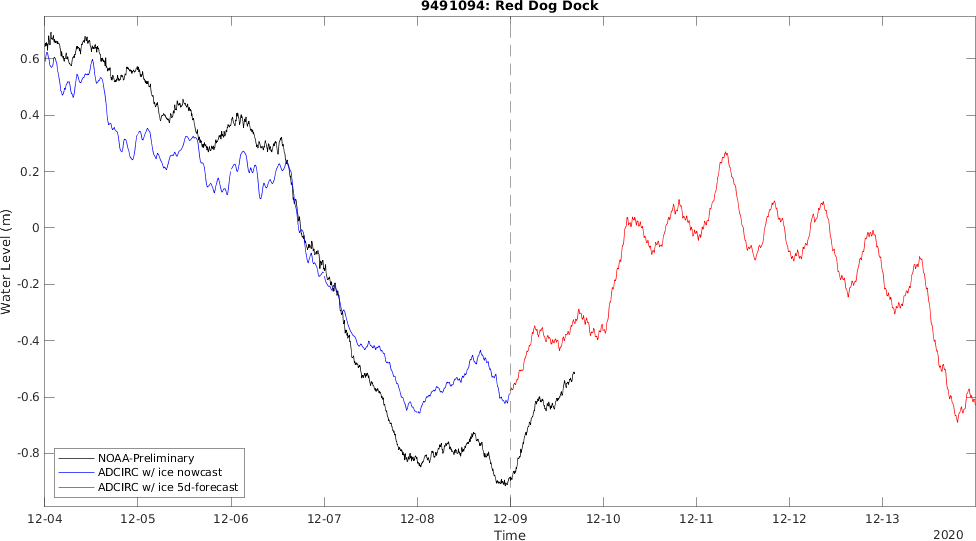 9491094: Red Dog Dock
Water Level (m)
0.6
0.4
0.2
0
-0.2
-0.4
-0.6
-0.8
NOAA-Preliminary
ADCIRC w/ ice nowcast
ADCIRC w/ ice 5d-forecast
12-04 12-05 12-06 12-07 12-08 12-09 12-10 12-11 12-12 12-13
Time
2020